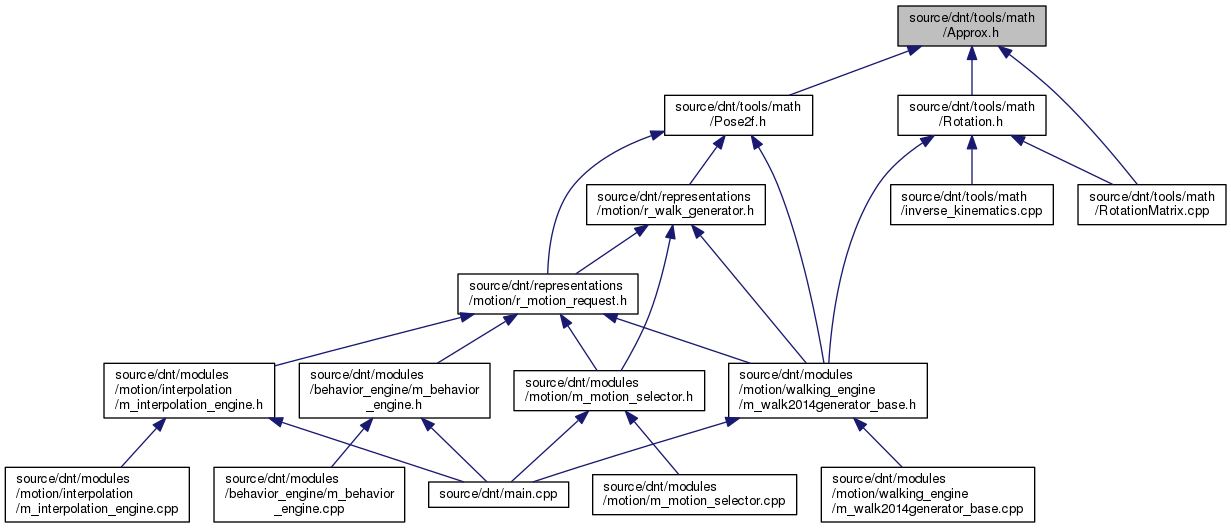 source/dnt/tools/math
/Approx.h
source/dnt/tools/math
/Pose2f.h
source/dnt/tools/math
/Rotation.h
source/dnt/representations
/motion/r_walk_generator.h
source/dnt/tools/math
/inverse_kinematics.cpp
source/dnt/tools/math
/RotationMatrix.cpp
source/dnt/representations
/motion/r_motion_request.h
source/dnt/modules
/motion/interpolation
/m_interpolation_engine.h
source/dnt/modules
/behavior_engine/m_behavior
_engine.h
source/dnt/modules
/motion/m_motion_selector.h
source/dnt/modules
/motion/walking_engine
/m_walk2014generator_base.h
source/dnt/modules
/motion/interpolation
/m_interpolation_engine.cpp
source/dnt/modules
/behavior_engine/m_behavior
_engine.cpp
source/dnt/main.cpp
source/dnt/modules
/motion/m_motion_selector.cpp
source/dnt/modules
/motion/walking_engine
/m_walk2014generator_base.cpp